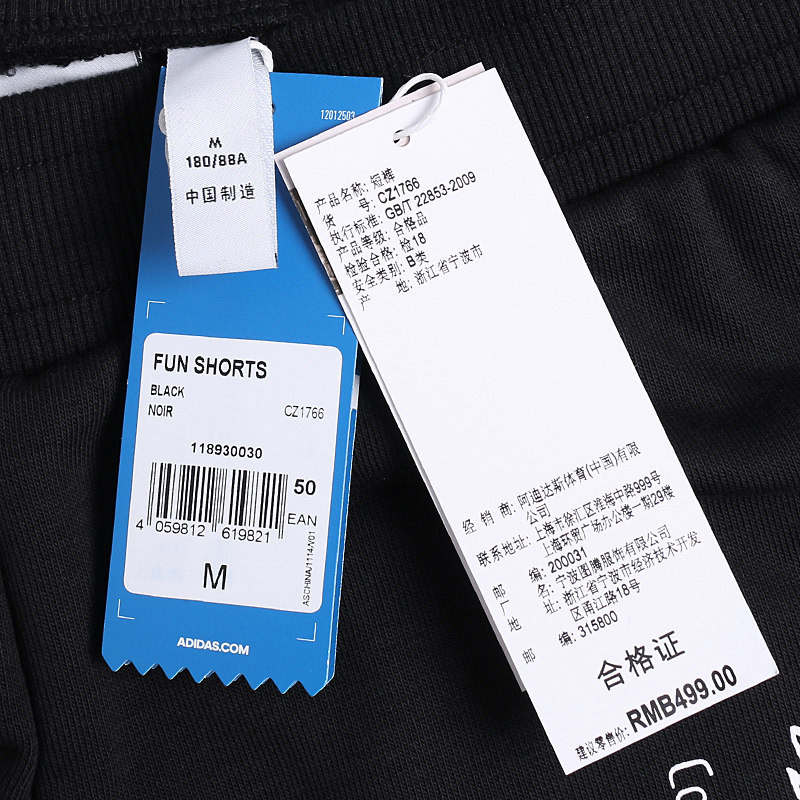 M
180/88A
中国制造
12012503
FUN SHORTS
BLACK
NOIR CZ1766
118930030
50
4 059812 619821 EAN
M
ASCHINA/1114/V01
ADIDAS.COM
产品名称: 短裤
货 号: CZ1766
执行标准: GB/T 22853-2009
产品等级: 合格品
检验合格: 检18
安全类别: B类
产 地: 浙江省宁波市
经 销 商: 阿迪达斯体育(中国)有限
公司
联系地址: 上海市徐汇区淮海中路999号
上海环贸广场办公楼一期29楼
邮 编: 200031
厂 名: 宁波图腾服饰有限公司
地 址: 浙江省宁波市经济技术开发
区甬江路18号
邮 编: 315800
合格证
建议零售价: RMB499.00